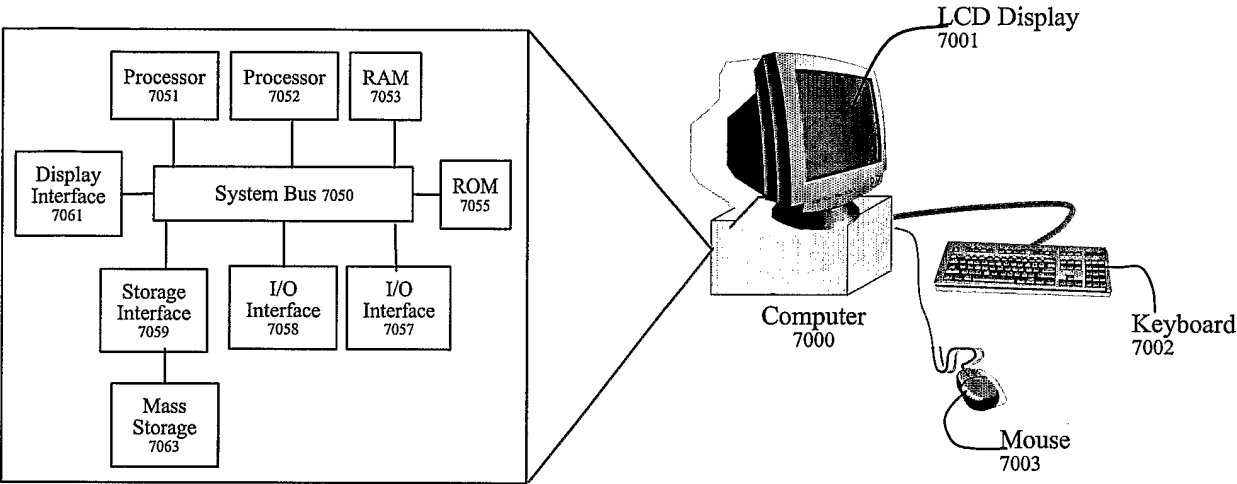 LCD Display
7001
Processor
7051
Processor
7052
RAM
7053
Display
Interface
7061
System Bus 7050
ROM
7055
Storage
Interface
7059
I/O
Interface
7058
I/O
Interface
7057
Mass
Storage
7063
Computer
7000
Keyboard
7002
Mouse
7003